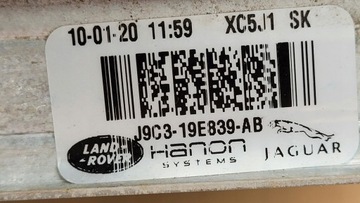 10-01-20 11:59 XC5J1 SK
J9C3-19E839-AB
LAND ROVER Hanon SYSTEMS JAGUAR